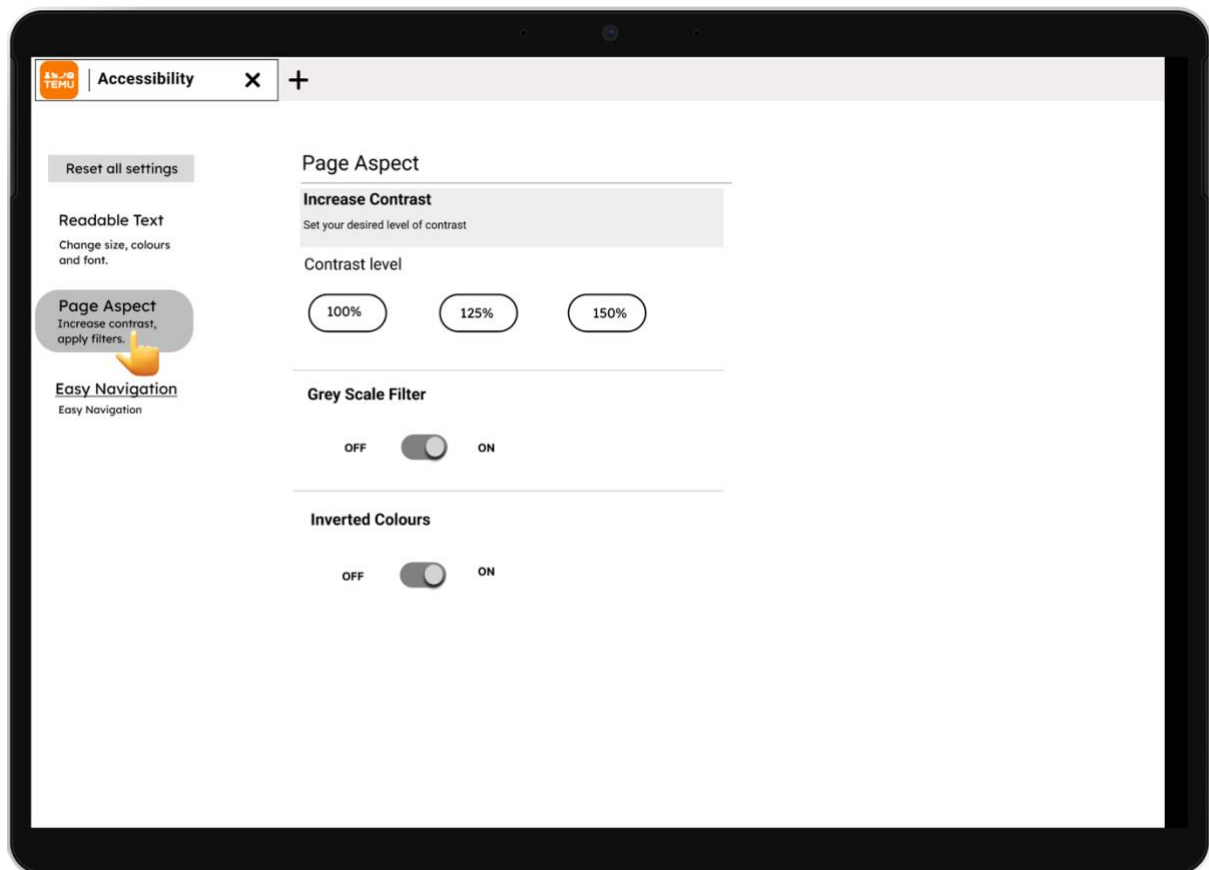 TEMU
Accessibility
Reset all settings
Readable Text
Change size, colours
and font.
Page Aspect
Increase contrast,
apply filters.
Easy Navigation
Easy Navigation
Page Aspect
Increase Contrast
Set your desired level of contrast
Contrast level
100% 125% 150%
Grey Scale Filter
OFF ON
Inverted Colours
OFF ON